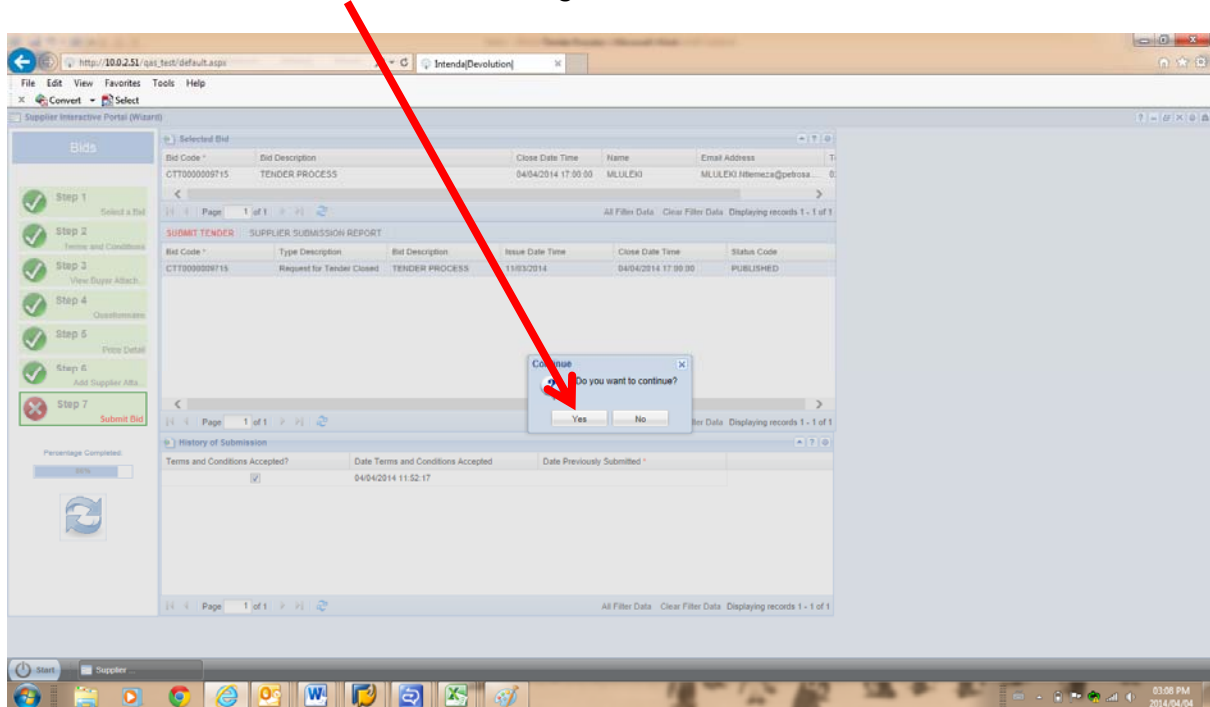 http://10.0.2.51/qas_test/default.aspx
Intenda|Devolution|
File Edit View Favorites Tools Help
Convert Select
Supplier Interactive Portal (Wizard)
Bids
Step 1
Select a Bid
Step 2
Terms and Conditions
Step 3
View Buyer Attach...
Step 4
Questionnaire
Step 5
Price Detail
Step 6
Add Supplier Atta...
Step 7
Submit Bid
Percentage Completed:
Selected Bid
Bid Code * Bid Description Close Date Time Name Email Address
CTT0000009715 TENDER PROCESS 04/04/2014 17:00:00 MLULEKI
Page 1 of 1 All Filter Data Clear Filter Data Displaying records 1 - 1 of 1
SUBMIT TENDER SUPPLIER SUBMISSION REPORT
Bid Code * Type Description Bid Description Issue Date Time Close Date Time Status Code
CTT0000009715 Request for Tender Closed TENDER PROCESS 11/03/2014 04/04/2014 17:00:00 PUBLISHED
Continue
Do you want to continue?
Yes No
Page 1 of 1 Filter Data Displaying records 1 - 1 of 1
History of Submission
Terms and Conditions Accepted? Date Terms and Conditions Accepted Date Previously Submitted *
04/04/2014 11:52:17
Page 1 of 1 All Filter Data Clear Filter Data Displaying records 1 - 1 of 1
Start Supplier ...
03:08 PM
2014/04/04